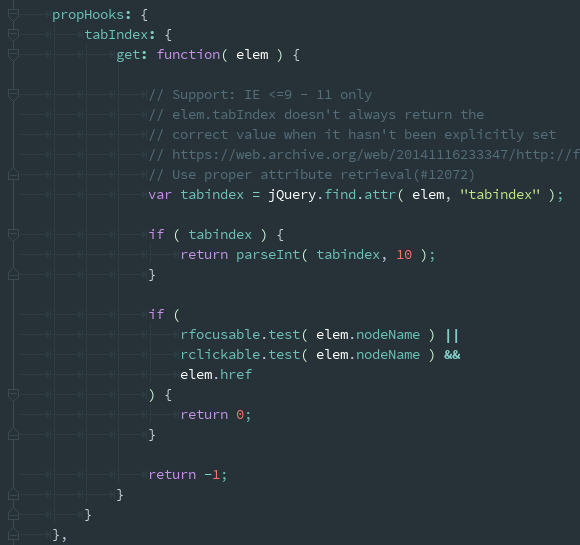 propHooks: {
tabIndex: {
get: function( elem ) {
// Support: IE <=9 - 11 only
// elem.tabIndex doesn't always return the
// correct value when it hasn't been explicitly set
// https://web.archive.org/web/20141116233347/http://f
// Use proper attribute retrieval(#12072)
var tabindex = jQuery.find.attr( elem, "tabindex" );
if ( tabindex ) {
return parseInt( tabindex, 10 );
}
if (
rfocusable.test( elem.nodeName ) ||
rclickable.test( elem.nodeName ) &&
elem.href
) {
return 0;
}
return -1;
}
}
},